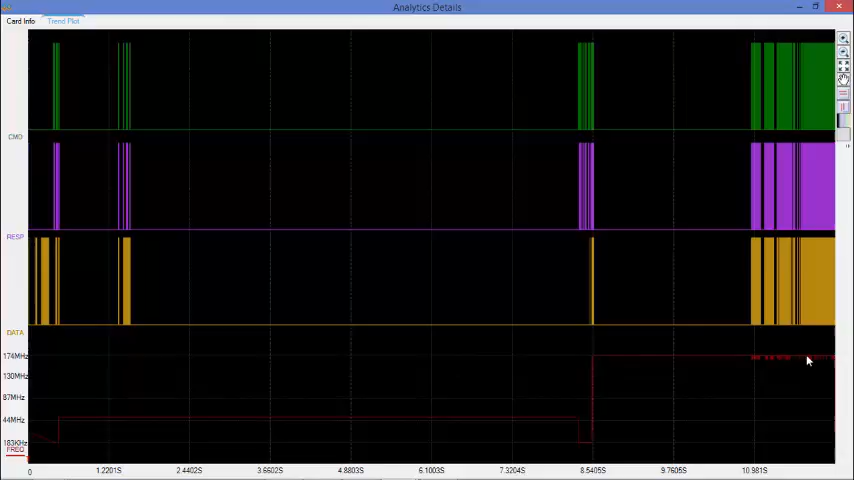 Analytics Details
Card Info Trend Plot
CMD
RESP
DATA
174MHz
130MHz
87MHz
44MHz
183KHz
FREQ
0 1.2201S 2.4402S 3.6602S 4.8803S 6.1003S 7.3204S 8.5405S 9.7605S 10.981S